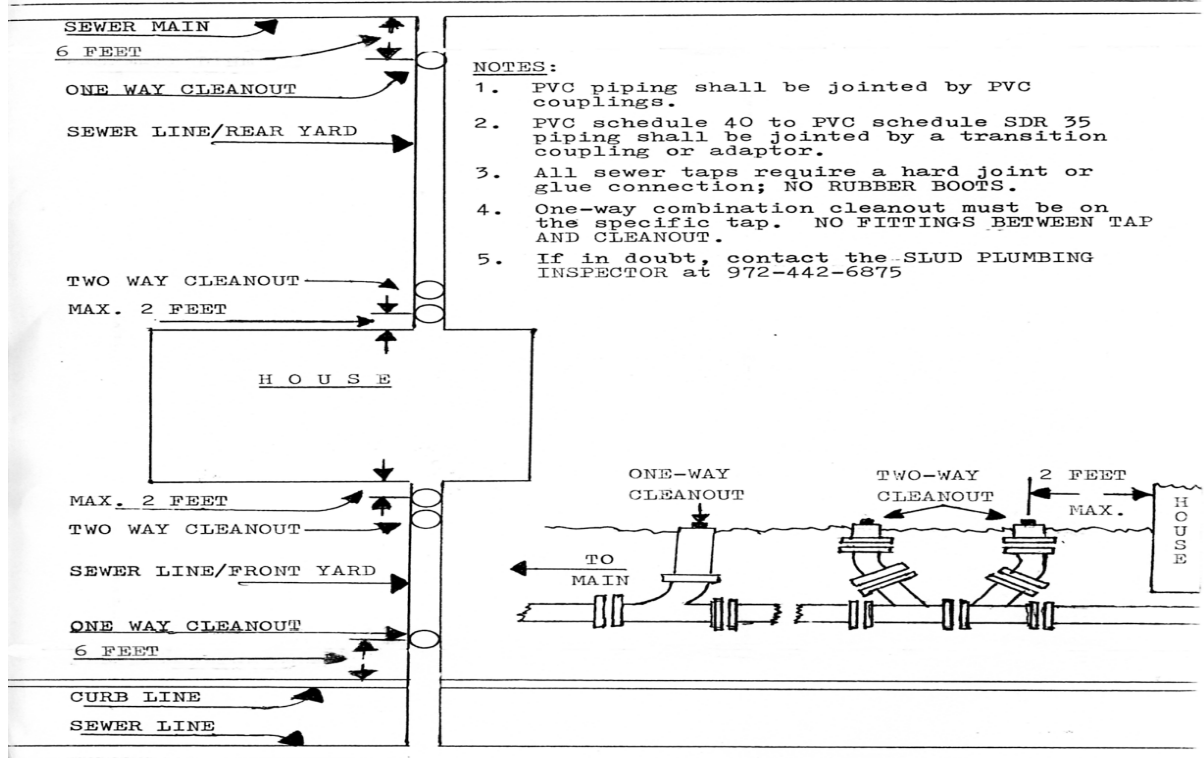 SEWER MAIN
6 FEET
ONE WAY CLEANOUT
SEWER LINE/REAR YARD
NOTES:
1. PVC piping shall be jointed by PVC
couplings.
2. PVC schedule 40 to PVC schedule SDR 35
piping shall be jointed by a transition
coupling or adaptor.
3. All sewer taps require a hard joint or
glue connection; NO RUBBER BOOTS.
4. One-way combination cleanout must be on
the specific tap. NO FITTINGS BETWEEN TAP
AND CLEANOUT.
5. If in doubt, contact the SLUD PLUMBING
INSPECTOR at 972-442-6875
TWO WAY CLEANOUT
MAX. 2 FEET
HOUSE
MAX. 2 FEET
TWO WAY CLEANOUT
SEWER LINE/FRONT YARD
ONE WAY CLEANOUT
6 FEET
CURB LINE
SEWER LINE
ONE-WAY
CLEANOUT
TWO-WAY
CLEANOUT
2 FEET
MAX.
HOUSE
TO
MAIN